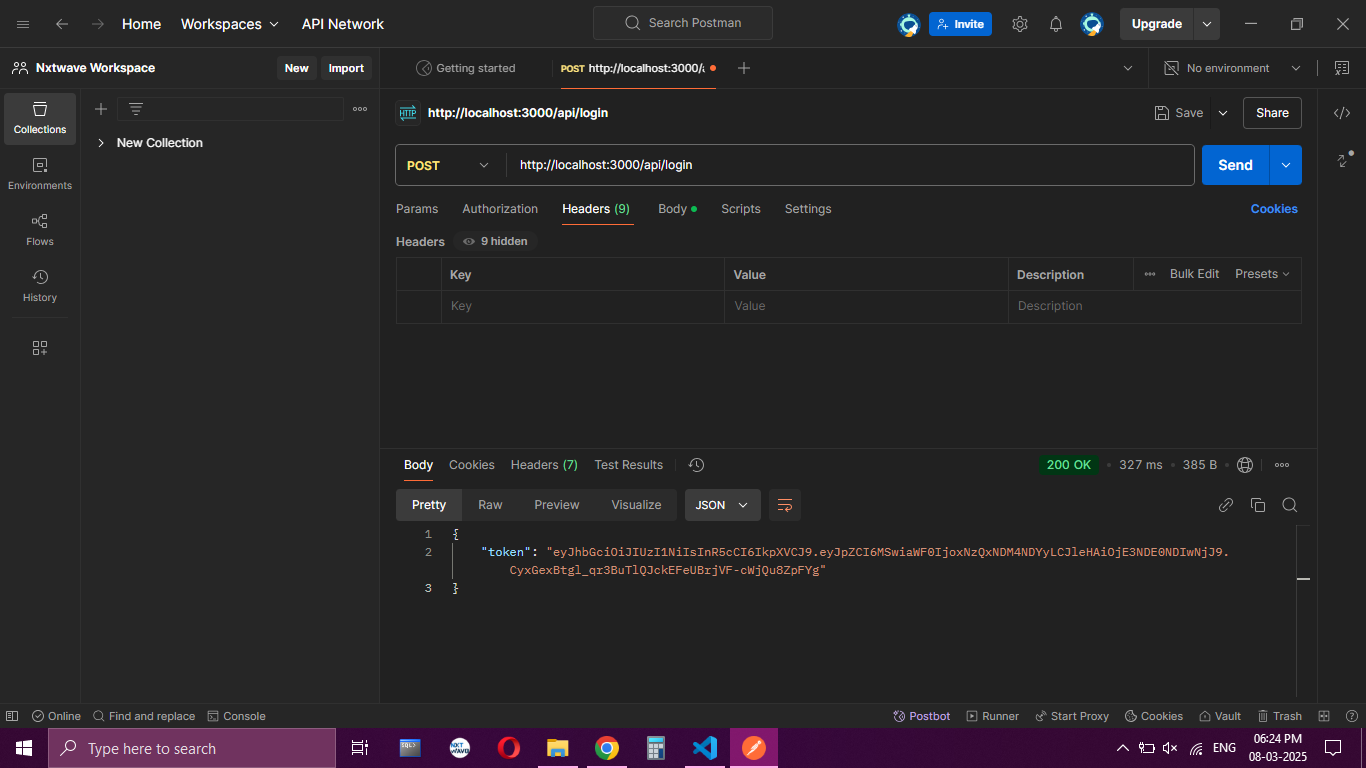 Home Workspaces API Network Search Postman Invite Upgrade
Nxtwave Workspace New Import Getting started POST http://localhost:3000/a No environment
Collections
New Collection
Environments
Flows
History
HTTP http://localhost:3000/api/login Save Share
POST http://localhost:3000/api/login Send
Params Authorization Headers (9) Body Scripts Settings Cookies
Headers 9 hidden
Key Value Description Bulk Edit Presets
Key Value Description
Body Cookies Headers (7) Test Results 200 OK 327 ms 385 B
Pretty Raw Preview Visualize JSON
1 {
2 "token": "eyJhbGciOiJIUzI1NiIsInR5cCI6IkpXVCJ9.eyJpZCI6MSwiaWF0IjoxNzQxNDM4NDYyLCJleHAiOjE3NDE0NDIwNjJ9.
CyxGexBtgl_qr3BuTlQJckEFeUBrjVF-cWjQu8ZpFYg"
3 }
Online Find and replace Console Postbot Runner Start Proxy Cookies Vault Trash
Type here to search ENG 06:24 PM
08-03-2025